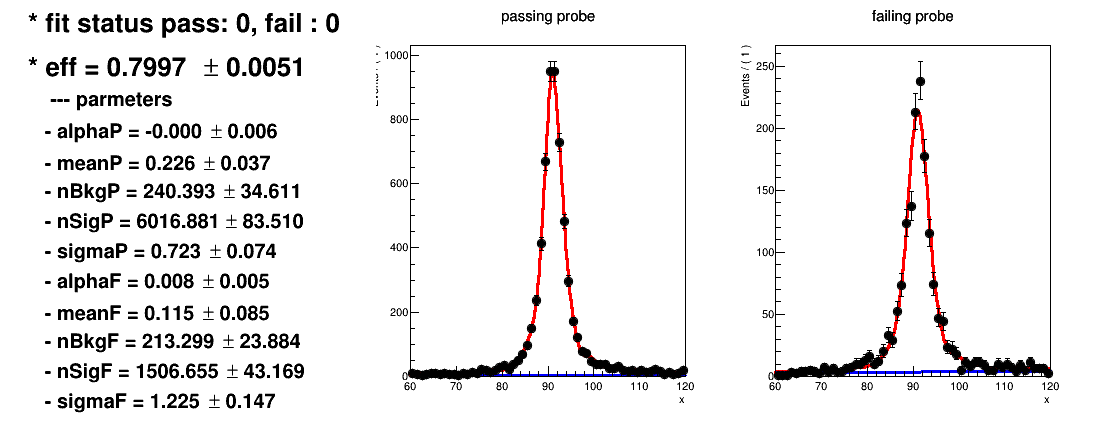 * fit status pass: 0, fail : 0
* eff = 0.7997 ± 0.0051
--- parmeters
- alphaP = -0.000 ± 0.006
- meanP = 0.226 ± 0.037
- nBkgP = 240.393 ± 34.611
- nSigP = 6016.881 ± 83.510
- sigmaP = 0.723 ± 0.074
- alphaF = 0.008 ± 0.005
- meanF = 0.115 ± 0.085
- nBkgF = 213.299 ± 23.884
- nSigF = 1506.655 ± 43.169
- sigmaF = 1.225 ± 0.147
passing probe
1000
800
600
400
200
0
60 70 80 90 100 110 120
x
failing probe
Events / ( 1 )
250
200
150
100
50
0
60 70 80 90 100 110 120
x